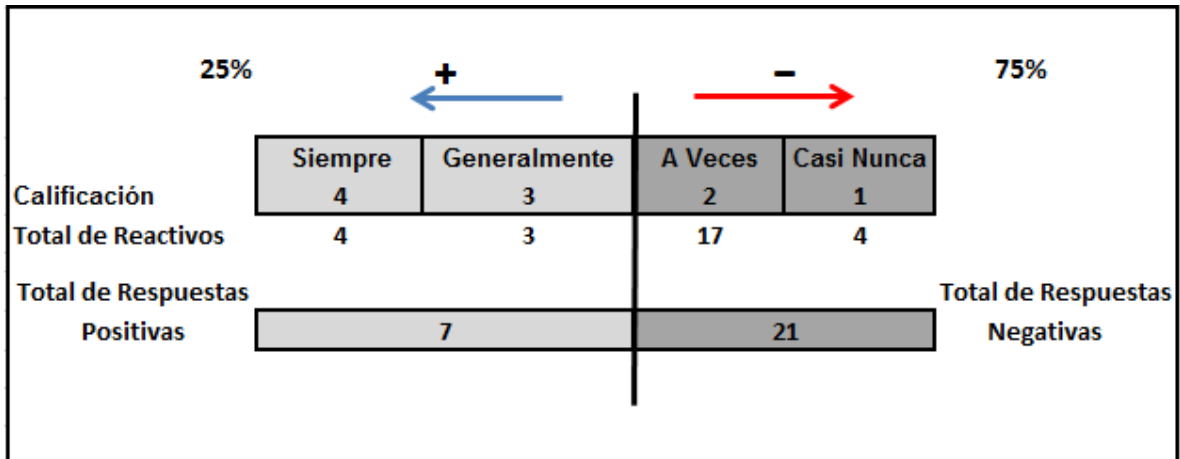 25% + – 75%
Siempre Generalmente A Veces Casi Nunca
Calificación 4 3 2 1
Total de Reactivos 4 3 17 4
Total de Respuestas Total de Respuestas
Positivas 7 21 Negativas